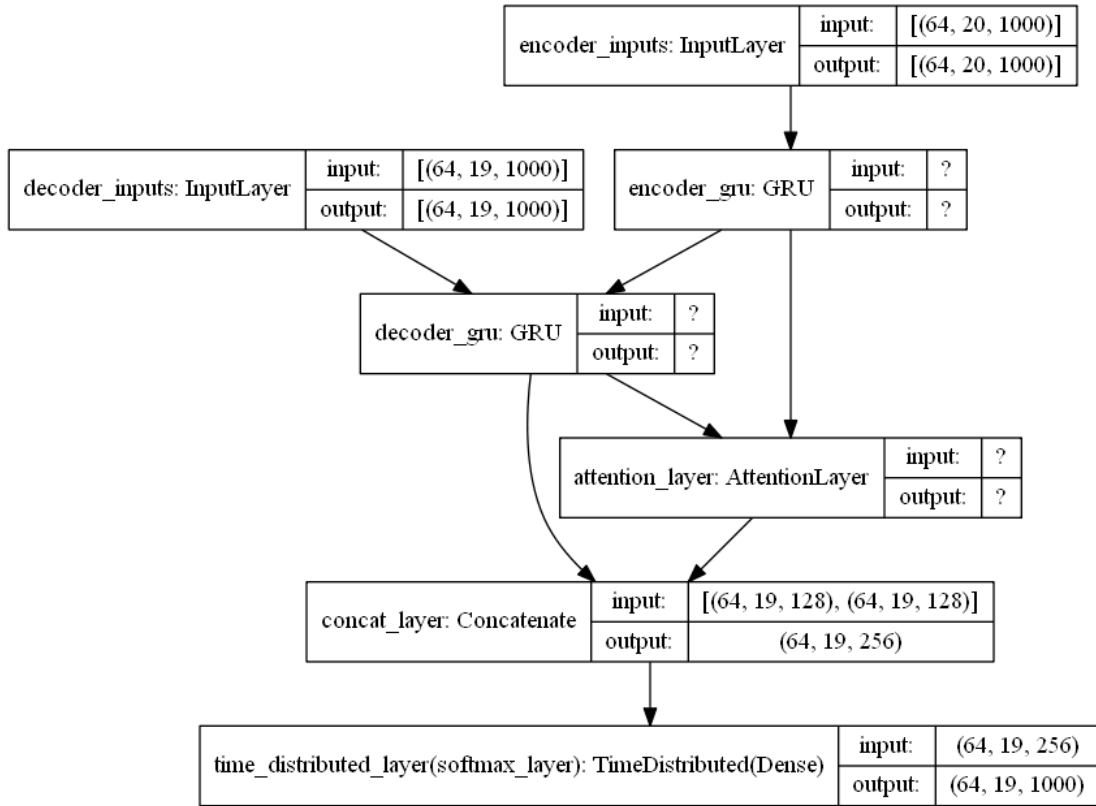 encoder_inputs: InputLayer
input: [(64, 20, 1000)]
output: [(64, 20, 1000)]
decoder_inputs: InputLayer
input: [(64, 19, 1000)]
output: [(64, 19, 1000)]
encoder_gru: GRU
input: ?
output: ?
decoder_gru: GRU
input: ?
output: ?
attention_layer: AttentionLayer
input: ?
output: ?
concat_layer: Concatenate
input: [(64, 19, 128), (64, 19, 128)]
output: (64, 19, 256)
time_distributed_layer(softmax_layer): TimeDistributed(Dense)
input: (64, 19, 256)
output: (64, 19, 1000)